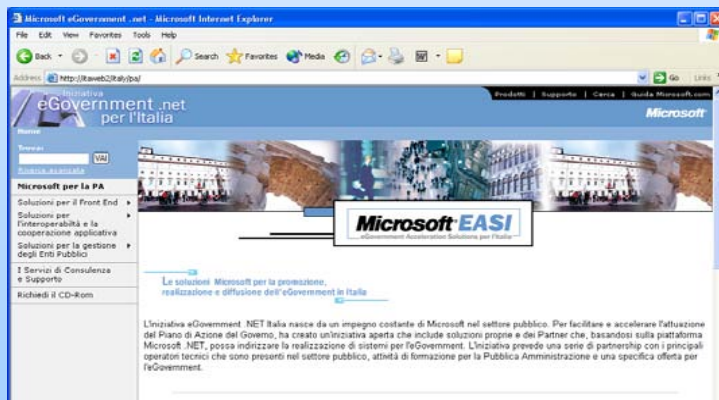 Microsoft eGovernment .net - Microsoft Internet Explorer
File Edit View Favorites Tools Help
Back Search Favorites Media
Address http://itaweb2/italy/pa/ Go Links
Prodotti | Supporto | Cerca | Guida Microsoft.com
Iniziativa
eGovernment .net
per l'Italia
Microsoft
Home
Trova:
VAI
Ricerca avanzata
Microsoft per la PA
Soluzioni per il Front End
Soluzioni per
l'interoperabiltà e la
cooperazione applicativa
Soluzioni per la gestione
degli Enti Pubblici
I Servizi di Consulenza
e Supporto
Richiedi il CD-Rom
Microsoft EASI
eGovernment Acceleration Solutions per l'Italia
Le soluzioni Microsoft per la promozione,
realizzazione e diffusione dell'eGovernment in Italia
L'iniziativa eGovernment .NET Italia nasce da un impegno costante di Microsoft nel settore pubblico. Per facilitare e accelerare l'attuazione
del Piano di Azione del Governo, ha creato un'iniziativa aperta che include soluzioni proprie e dei Partner che, basandosi sulla piattaforma
Microsoft .NET, possa indirizzare la realizzazione di sistemi per l'eGovernment. L'iniziativa prevede una serie di partnership con i principali
operatori tecnici che sono presenti nel settore pubblico, attività di formazione per la Pubblica Amministrazione e una specifica offerta per
l'eGovernment.